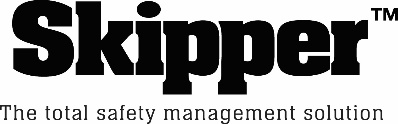 Skipper™
The total safety management solution